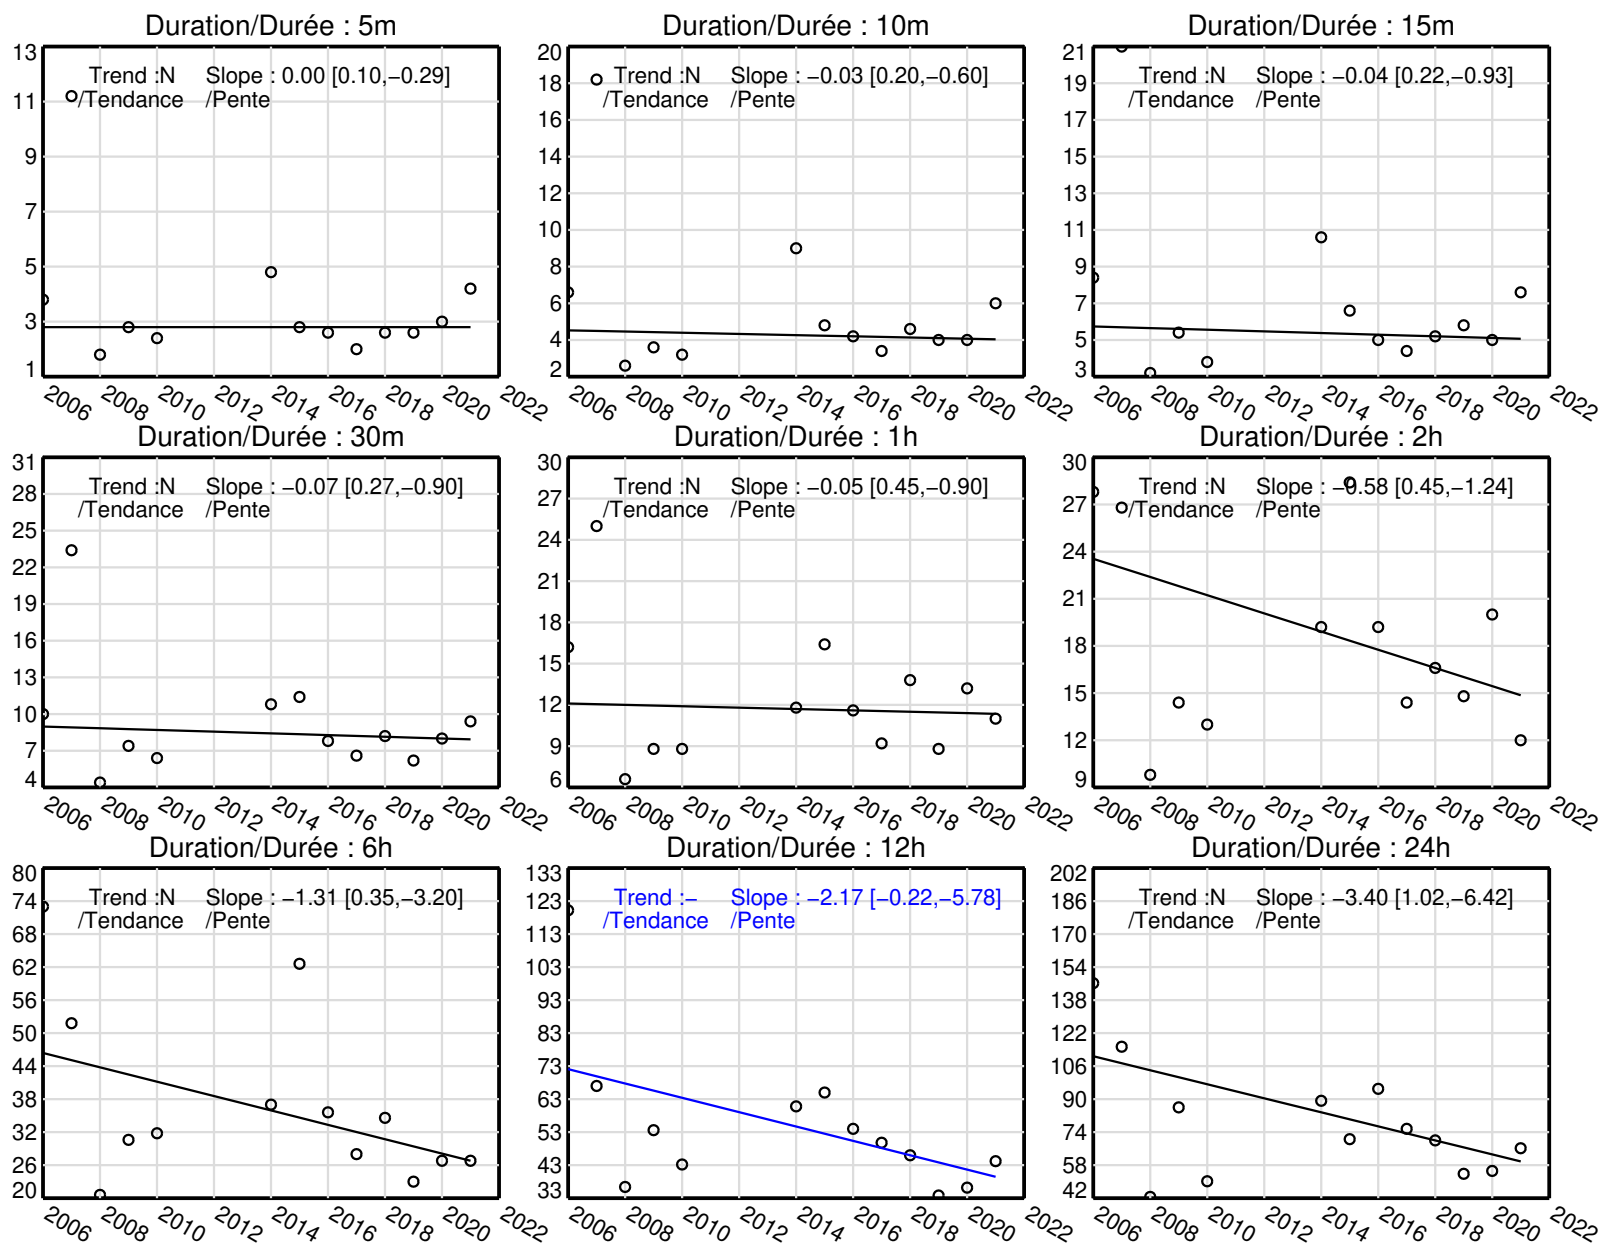 Duration/Durée : 5m
13
11
9
7
5
3
1
Trend :N Slope : 0.00 [0.10,−0.29]
/Tendance /Pente
2006 2008 2010 2012 2014 2016 2018 2020 2022
Duration/Durée : 10m
20
18
16
14
12
10
8
6
4
2
Trend :N Slope : −0.03 [0.20,−0.60]
/Tendance /Pente
2006 2008 2010 2012 2014 2016 2018 2020 2022
Duration/Durée : 15m
21
19
17
15
13
11
9
7
5
3
Trend :N Slope : −0.04 [0.22,−0.93]
/Tendance /Pente
2006 2008 2010 2012 2014 2016 2018 2020 2022
Duration/Durée : 30m
31
28
25
22
19
16
13
10
7
4
Trend :N Slope : −0.07 [0.27,−0.90]
/Tendance /Pente
2006 2008 2010 2012 2014 2016 2018 2020 2022
Duration/Durée : 1h
30
27
24
21
18
15
12
9
6
Trend :N Slope : −0.05 [0.45,−0.90]
/Tendance /Pente
2006 2008 2010 2012 2014 2016 2018 2020 2022
Duration/Durée : 2h
30
27
24
21
18
15
12
9
Trend :N Slope : −0.58 [0.45,−1.24]
/Tendance /Pente
2006 2008 2010 2012 2014 2016 2018 2020 2022
Duration/Durée : 6h
80
74
68
62
56
50
44
38
32
26
20
Trend :N Slope : −1.31 [0.35,−3.20]
/Tendance /Pente
2006 2008 2010 2012 2014 2016 2018 2020 2022
Duration/Durée : 12h
133
123
113
103
93
83
73
63
53
43
33
Trend :− Slope : −2.17 [−0.22,−5.78]
/Tendance /Pente
2006 2008 2010 2012 2014 2016 2018 2020 2022
Duration/Durée : 24h
202
186
170
154
138
122
106
90
74
58
42
Trend :N Slope : −3.40 [1.02,−6.42]
/Tendance /Pente
2006 2008 2010 2012 2014 2016 2018 2020 2022